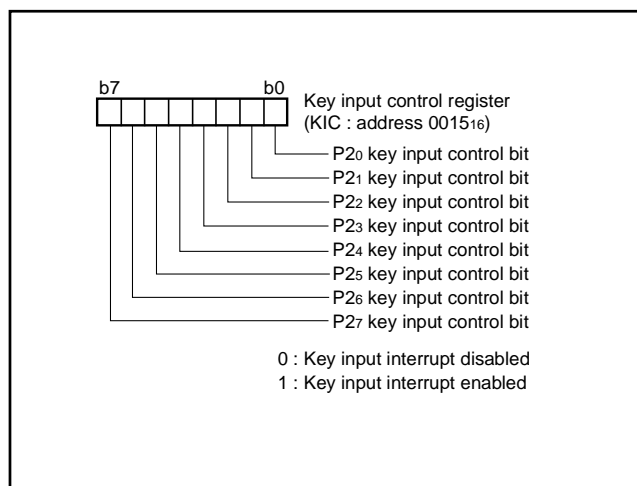 b7 b0
Key input control register
(KIC : address 001516)
P20 key input control bit
P21 key input control bit
P22 key input control bit
P23 key input control bit
P24 key input control bit
P25 key input control bit
P26 key input control bit
P27 key input control bit
0 : Key input interrupt disabled
1 : Key input interrupt enabled